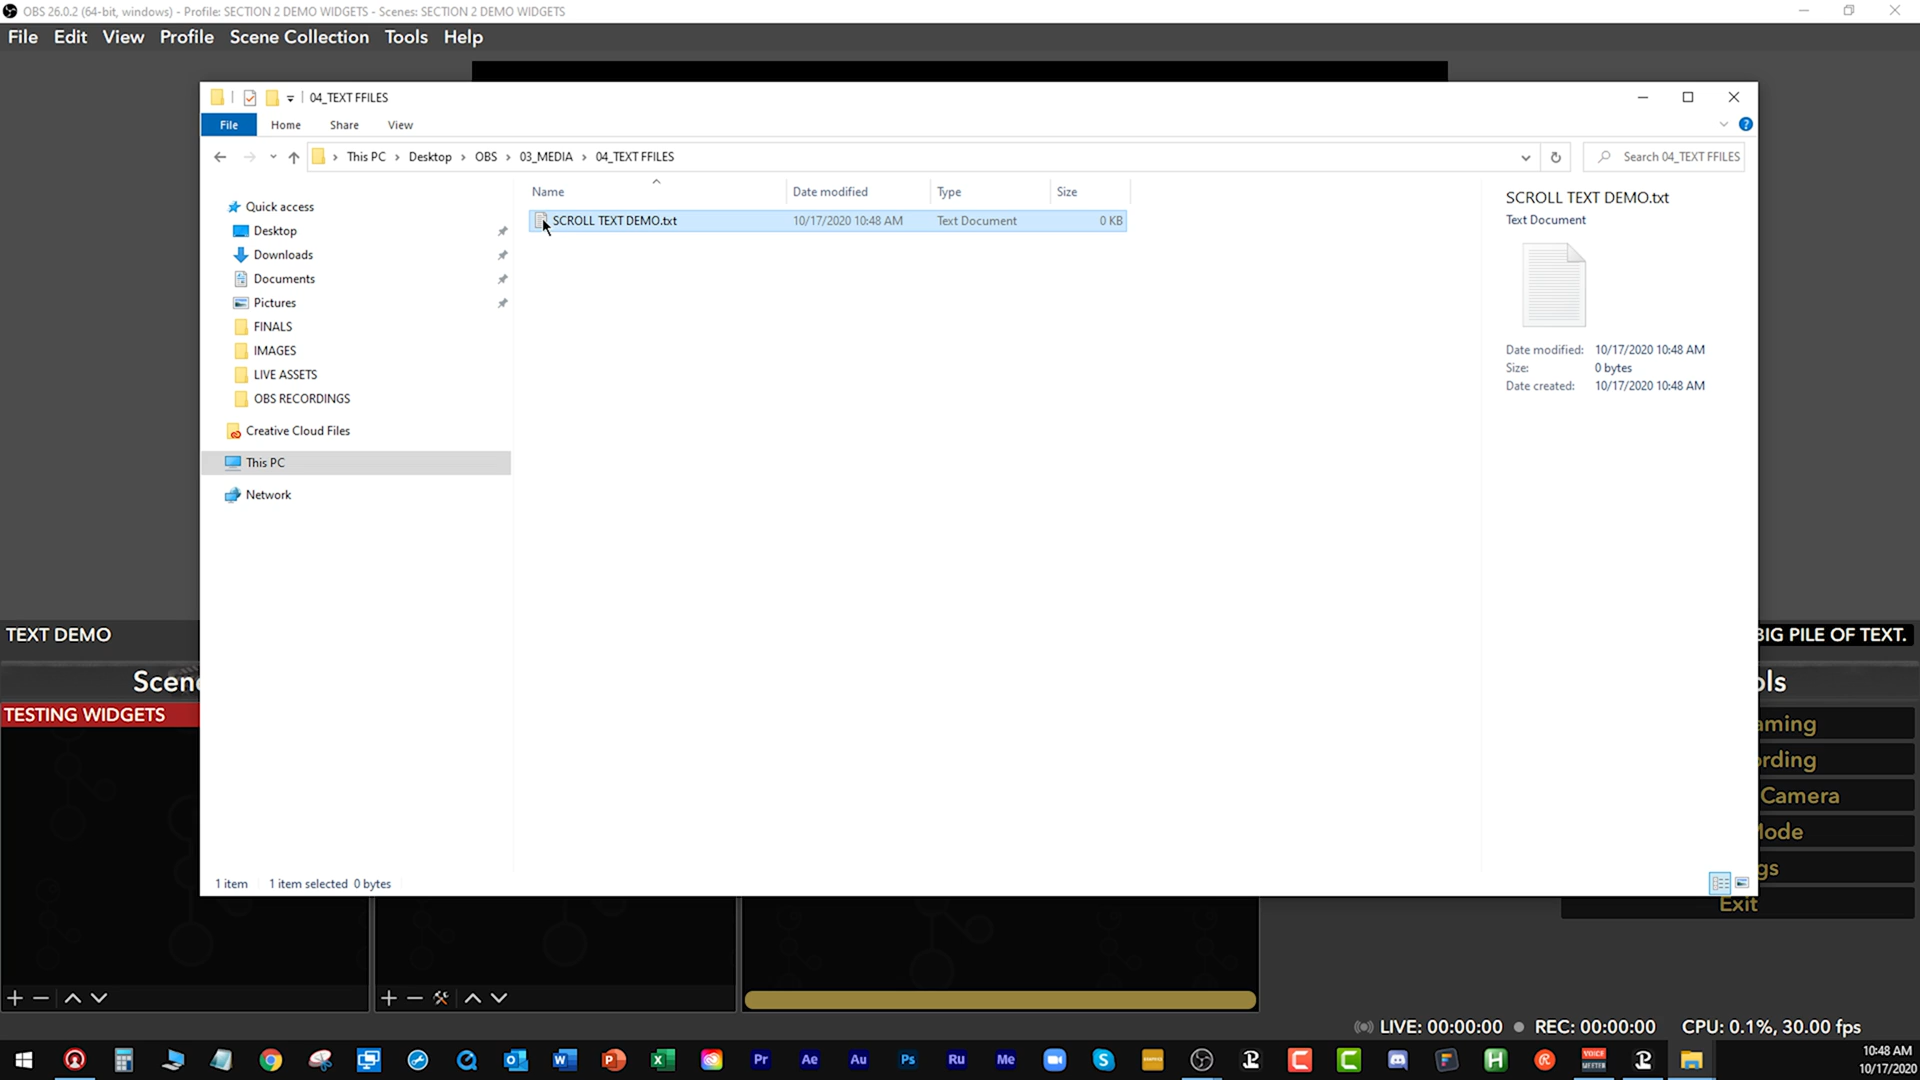 OBS 26.0.2 (64-bit, windows) - Profile: SECTION 2 DEMO WIDGETS - Scenes: SECTION 2 DEMO WIDGETS
File Edit View Profile Scene Collection Tools Help
04_TEXT FFILES
File Home Share View
This PC > Desktop > OBS > 03_MEDIA > 04_TEXT FFILES
Search 04_TEXT FFILES
Name Date modified Type Size
SCROLL TEXT DEMO.txt 10/17/2020 10:48 AM Text Document 0 KB
Quick access
Desktop
Downloads
Documents
Pictures
FINALS
IMAGES
LIVE ASSETS
OBS RECORDINGS
Creative Cloud Files
This PC
Network
SCROLL TEXT DEMO.txt
Text Document
Date modified: 10/17/2020 10:48 AM
Size: 0 bytes
Date created: 10/17/2020 10:48 AM
1 item 1 item selected 0 bytes
TEXT DEMO
BIG PILE OF TEXT.
Scene
ols
TESTING WIDGETS
aming
ording
Camera
Mode
gs
Exit
LIVE: 00:00:00 REC: 00:00:00 CPU: 0.1%, 30.00 fps
Pr Ae Au Ps Ru Me
VOICE
MEETER
10:48 AM
10/17/2020